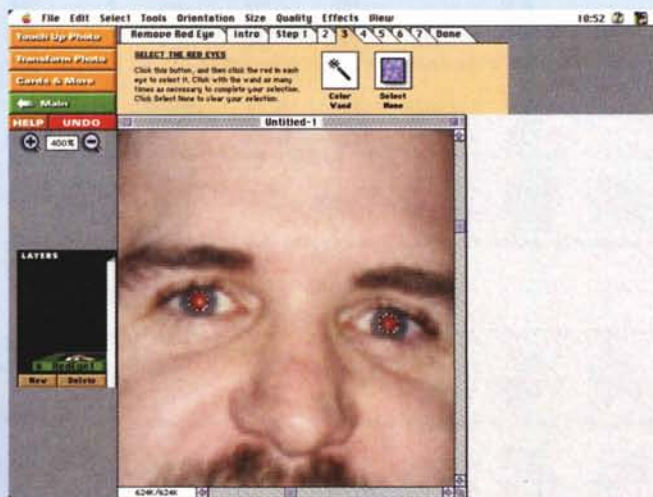 File Edit Select Tools Orientation Size Quality Effects View 10:52
Touch Up Photo
Transform Photo
Cards & More
Main
HELP UNDO
400%
Remove Red Eye Intro Step 1 2 3 4 5 6 7 Done
SELECT THE RED EYES
Click this button, and then click the red in each
eye to select it. Click with the wand as many
times as necessary to complete your selection.
Click Select None to clear your selection.
Color
Wand
Select
None
Untitled-1
LAYERS
New Delete
624K/624K